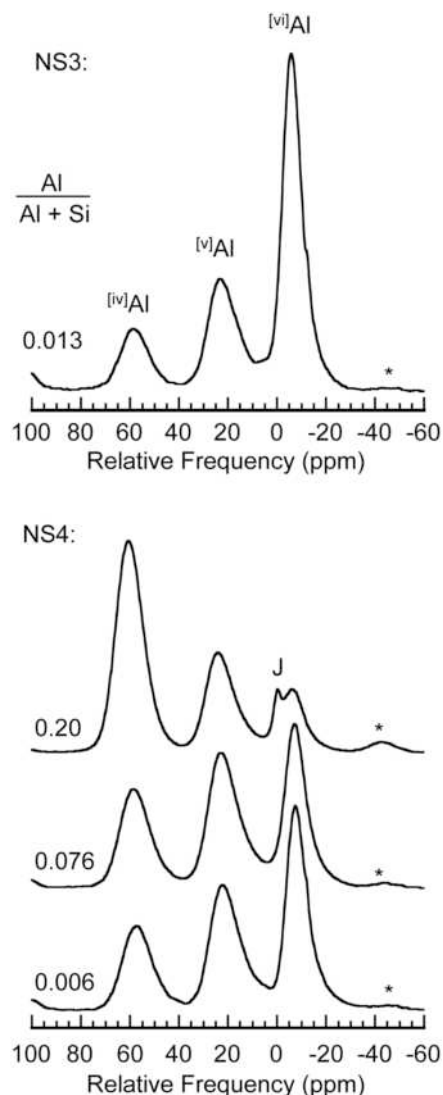 NS3:
[vi]Al
Al
Al + Si
[v]Al
[iv]Al
0.013
*
100 80 60 40 20 0 -20 -40 -60
Relative Frequency (ppm)
NS4:
J
0.20
*
0.076
*
0.006
*
100 80 60 40 20 0 -20 -40 -60
Relative Frequency (ppm)